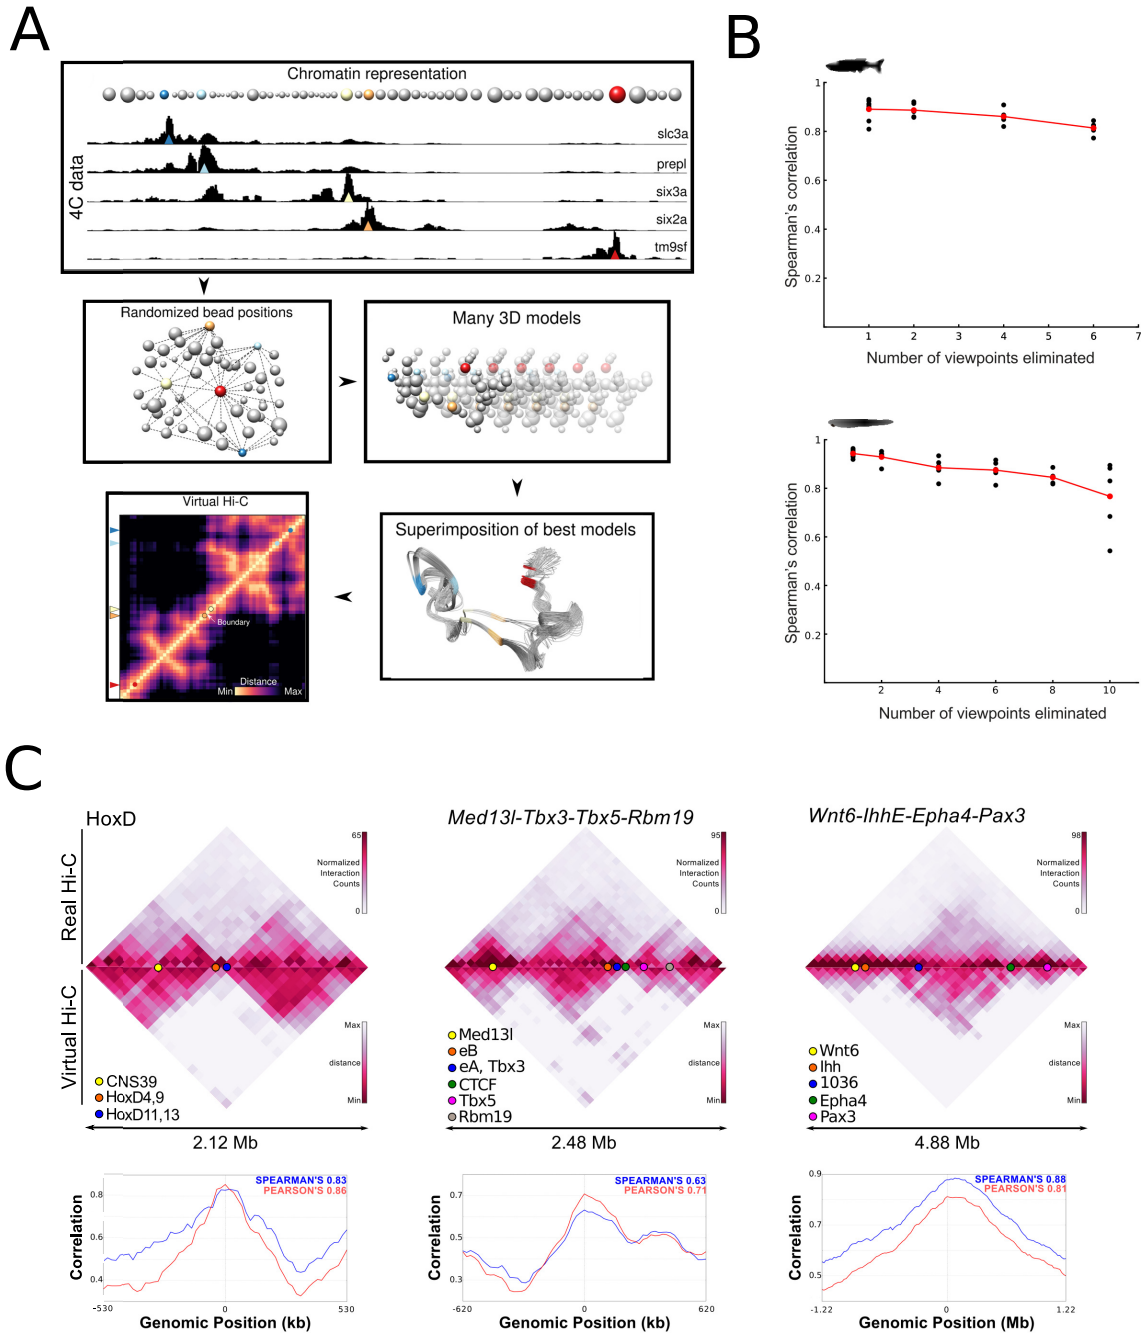 A
Chromatin representation
4C data
slc3a
prepl
six3a
six2a
tm9sf
Randomized bead positions
Many 3D models
Virtual Hi-C
Boundary
Distance
Min Max
Superimposition of best models
B
Spearman's correlation
1
0.8
0.6
0.4
0.2
1 2 3 4 5 6 7
Number of viewpoints eliminated
Spearman's correlation
1
0.8
0.6
0.4
0.2
2 4 6 8 10
Number of viewpoints eliminated
C
Real Hi-C
Virtual Hi-C
HoxD
65
Normalized
Interaction
Counts
0
Max
distance
Min
CNS39
HoxD4,9
HoxD11,13
2.12 Mb
Med13l-Tbx3-Tbx5-Rbm19
95
Normalized
Interaction
Counts
0
Max
distance
Min
Med13l
eB
eA, Tbx3
CTCF
Tbx5
Rbm19
2.48 Mb
Wnt6-IhhE-Epha4-Pax3
98
Normalized
Interaction
Counts
0
Max
distance
Min
Wnt6
Ihh
1036
Epha4
Pax3
4.88 Mb
SPEARMAN'S 0.83
PEARSON'S 0.86
Correlation
0.8
0.6
0.4
-530 0 530
Genomic Position (kb)
SPEARMAN'S 0.63
PEARSON'S 0.71
Correlation
0.7
0.5
0.3
-620 0 620
Genomic Position (kb)
SPEARMAN'S 0.88
PEARSON'S 0.81
Correlation
0.9
0.7
0.5
-1.22 0 1.22
Genomic Position (Mb)